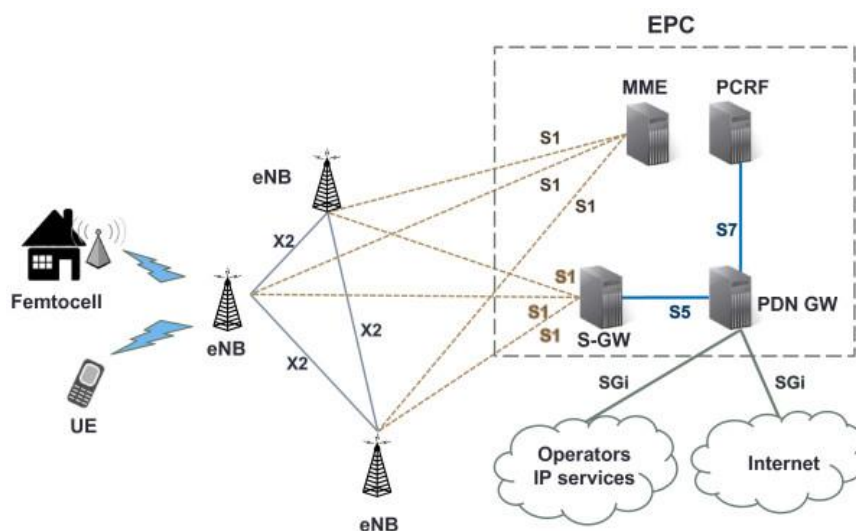 EPC
MME
PCRF
S1
eNB
S1
S1
X2
S7
Femtocell
X2
S1
S5
PDN GW
eNB
S1
S1
S-GW
X2
UE
SGi
SGi
Operators
IP services
Internet
eNB